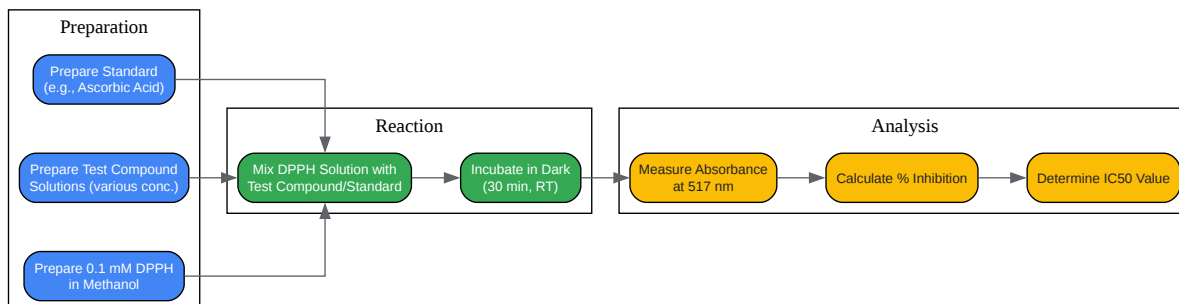 Preparation
Prepare Standard
(e.g., Ascorbic Acid)
Prepare Test Compound
Solutions (various conc.)
Prepare 0.1 mM DPPH
in Methanol
Reaction
Mix DPPH Solution with
Test Compound/Standard
Incubate in Dark
(30 min, RT)
Analysis
Measure Absorbance
at 517 nm
Calculate % Inhibition
Determine IC50 Value